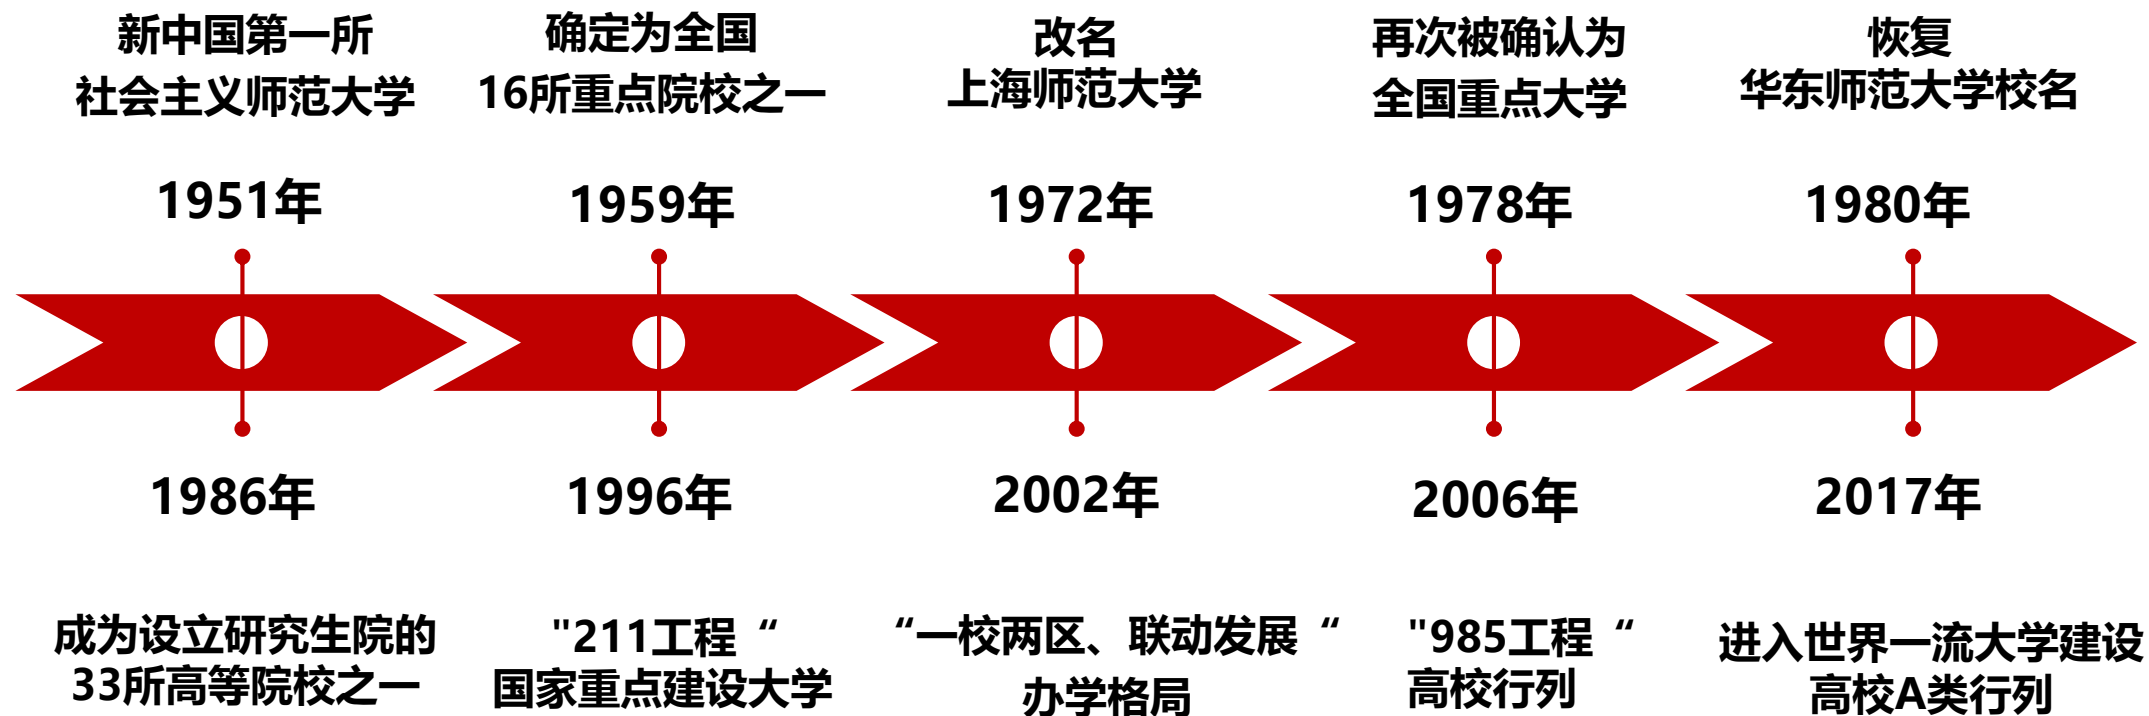 新中国第一所
社会主义师范大学
确定为全国
16所重点院校之一
改名
上海师范大学
再次被确认为
全国重点大学
恢复
华东师范大学校名
1951年
1959年
1972年
1978年
1980年
1986年
1996年
2002年
2006年
2017年
成为设立研究生院的
33所高等院校之一
"211工程“
国家重点建设大学
“一校两区、联动发展“
办学格局
"985工程“
高校行列
进入世界一流大学建设
高校A类行列